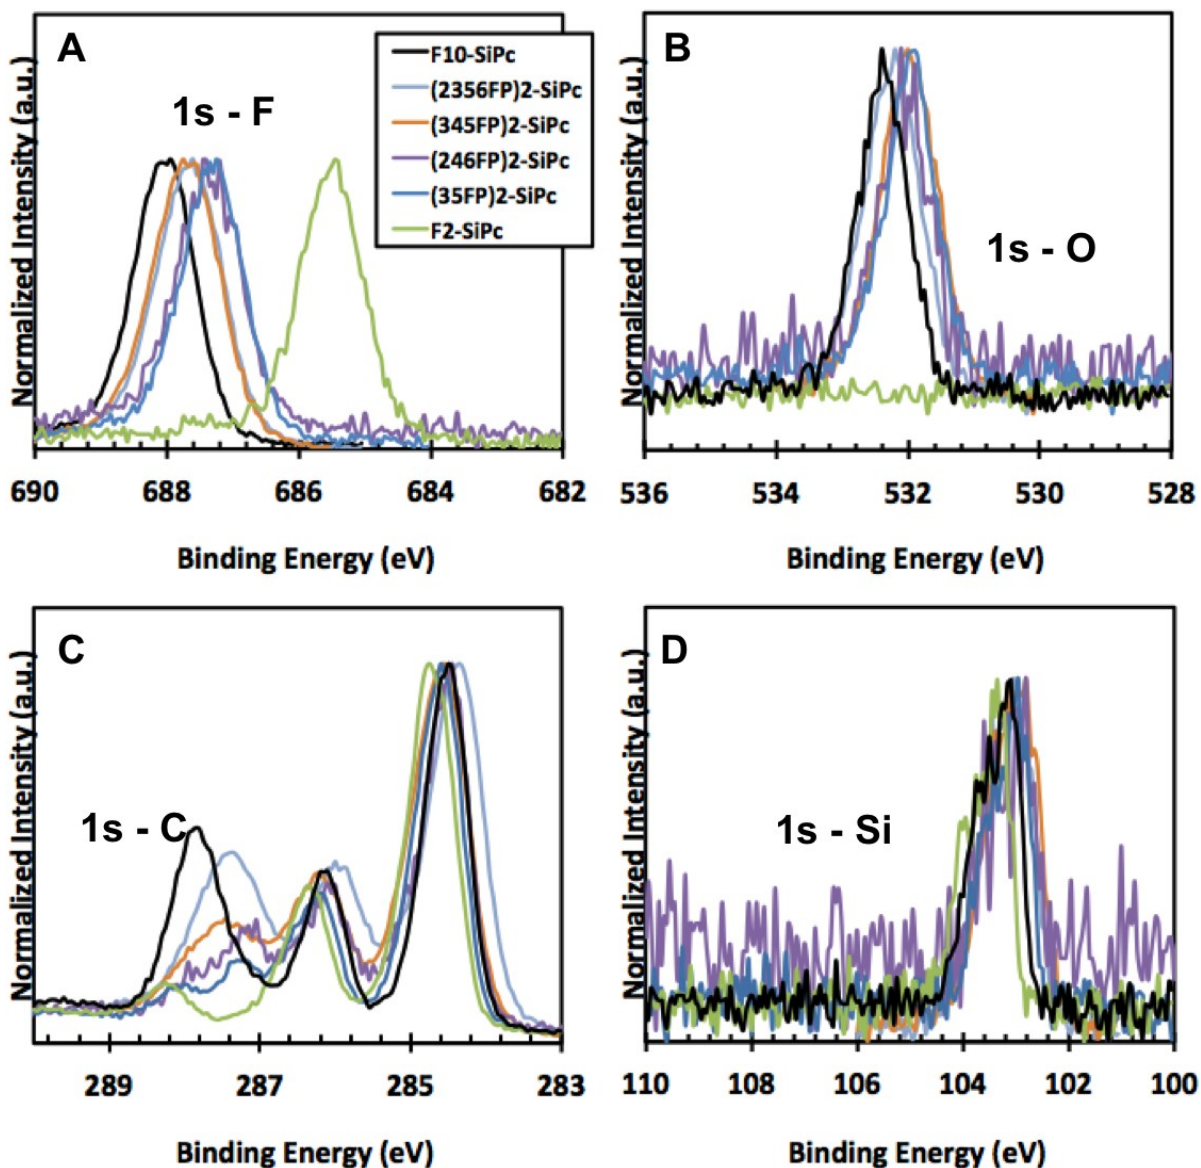 A
1s - F
F10-SiPc
(2356FP)2-SiPc
(345FP)2-SiPc
(246FP)2-SiPc
(35FP)2-SiPc
F2-SiPc
Normalized Intensity (a.u.)
690 688 686 684 682
Binding Energy (eV)
B
1s - O
Normalized Intensity (a.u.)
536 534 532 530 528
Binding Energy (eV)
C
1s - C
Normalized Intensity (a.u.)
289 287 285 283
Binding Energy (eV)
D
1s - Si
Normalized Intensity (a.u.)
110 108 106 104 102 100
Binding Energy (eV)